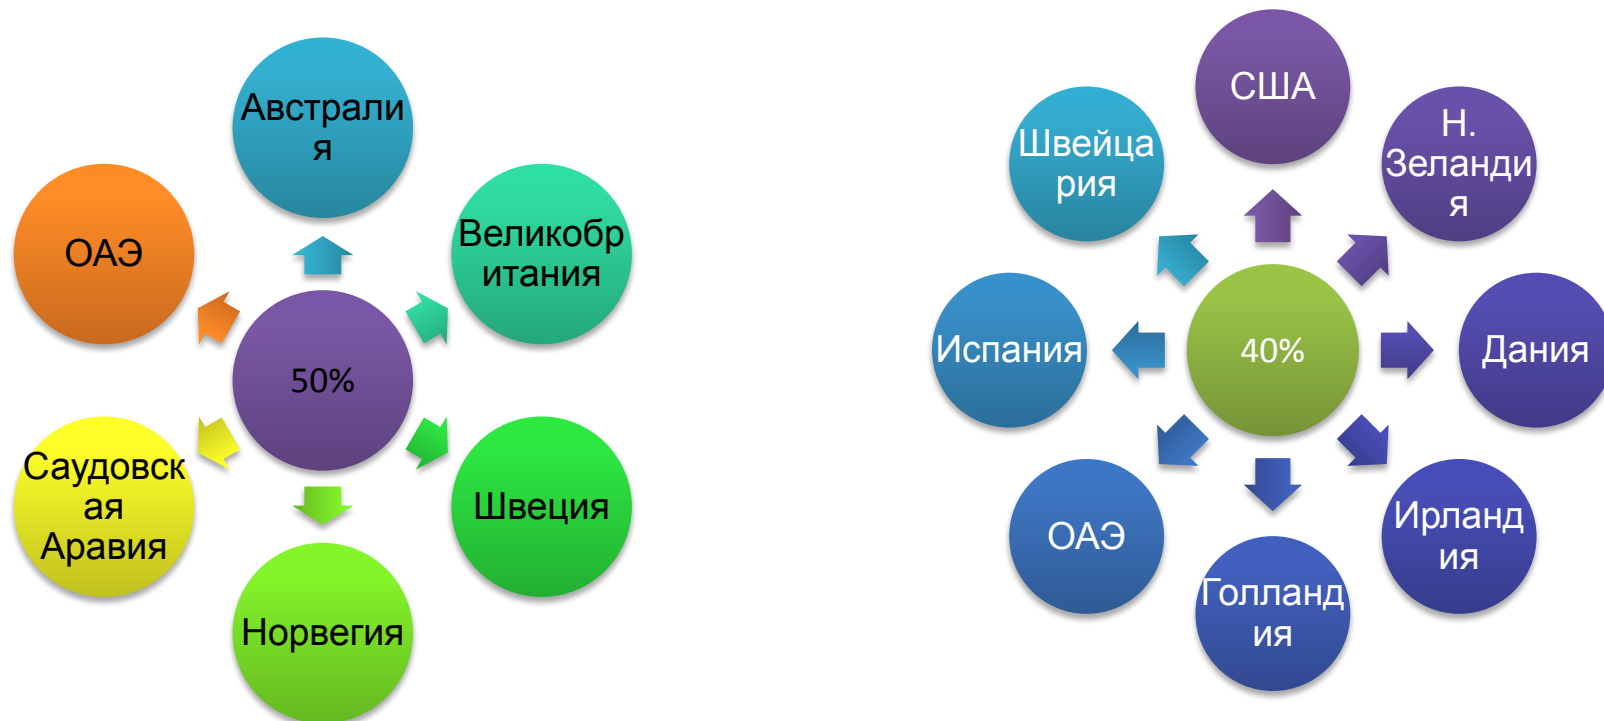 Австрали
я
Великобр
итания
Швеция
Норвегия
Саудовск
ая
Аравия
ОАЭ
50%
США
Н.
Зеланди
я
Дания
Ирланд
ия
Голланд
ия
ОАЭ
Испания
Швейца
рия
40%